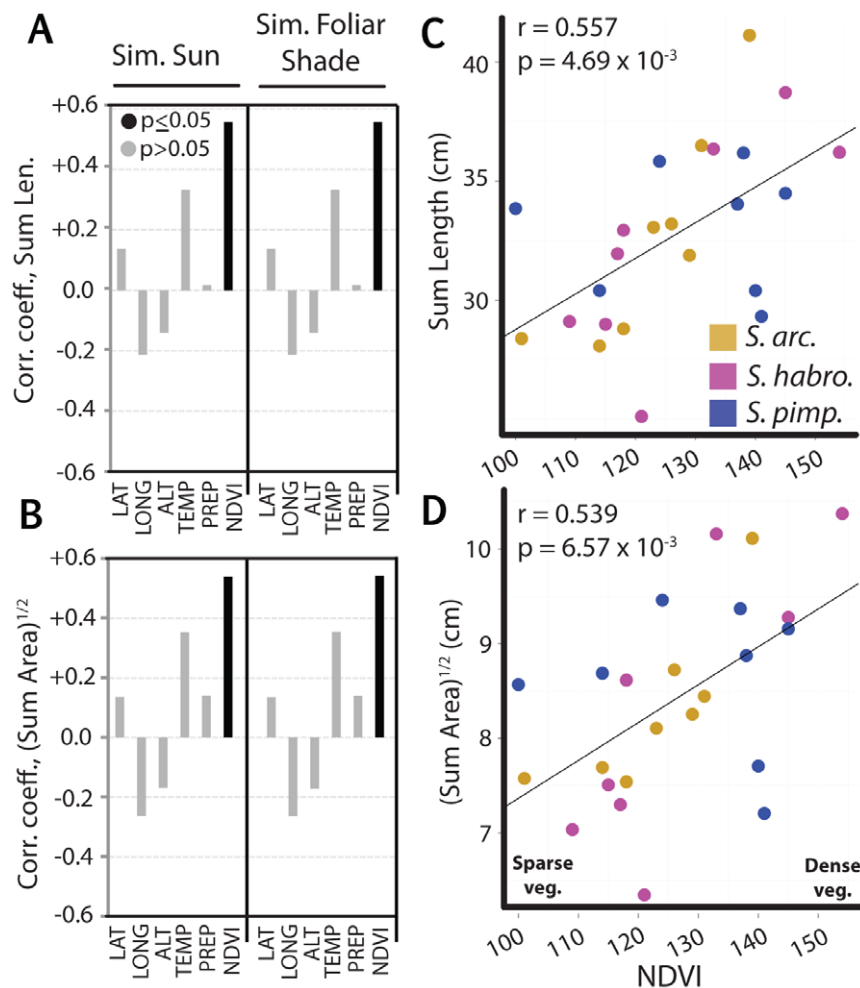 A
Sim. Sun
Sim. Foliar
Shade
+0.6
+0.4
+0.2
0.0
-0.2
-0.4
-0.6
Corr. coeff., Sum Len.
p≤0.05
p>0.05
LAT
LONG
ALT
TEMP
PREP
NDVI
LAT
LONG
ALT
TEMP
PREP
NDVI
B
+0.6
+0.4
+0.2
0.0
-0.2
-0.4
-0.6
Corr. coeff., (Sum Area)^1/2
LAT
LONG
ALT
TEMP
PREP
NDVI
LAT
LONG
ALT
TEMP
PREP
NDVI
C
r = 0.557
p = 4.69 x 10^-3
40
35
30
Sum Length (cm)
S. arc.
S. habro.
S. pimp.
100
110
120
130
140
150
D
r = 0.539
p = 6.57 x 10^-3
10
9
8
7
(Sum Area)^1/2 (cm)
Sparse
veg.
Dense
veg.
100
110
120
130
140
150
NDVI